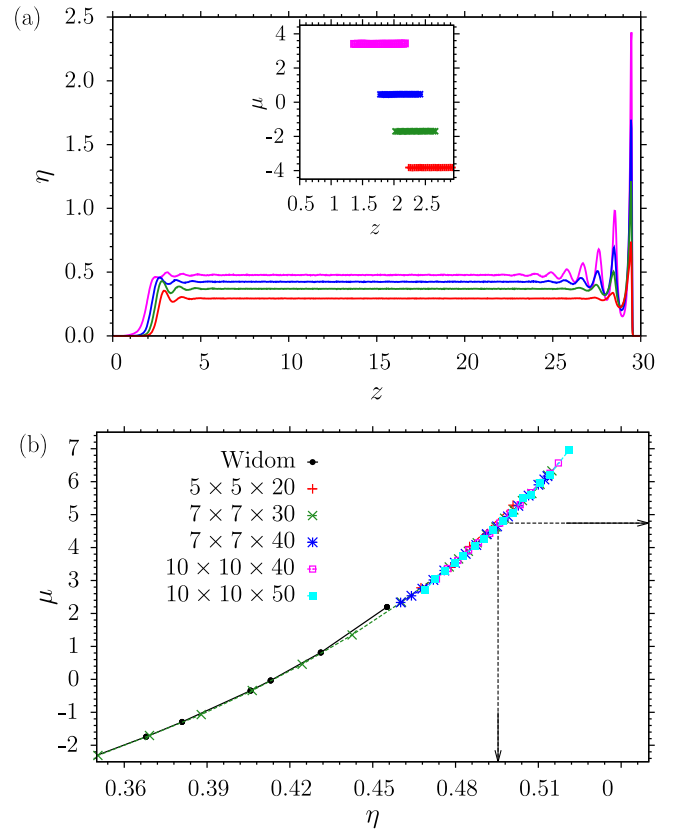 (a)
2.5
2.0
1.5
1.0
0.5
0.0
η
0 5 10 15 20 25 30
z
4
2
0
-2
-4
μ
0.5 1 1.5 2 2.5
z
(b)
7
6
5
4
3
2
1
0
-1
-2
μ
Widom
5 × 5 × 20
7 × 7 × 30
7 × 7 × 40
10 × 10 × 40
10 × 10 × 50
0.36 0.39 0.42 0.45 0.48 0.51 0
η